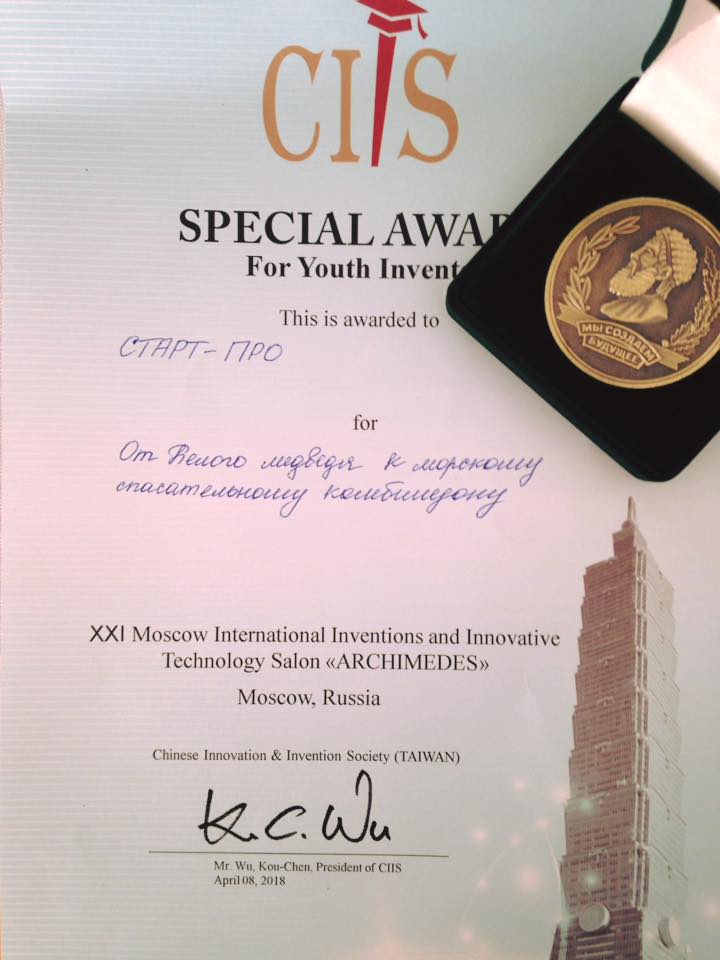 CIIS
SPECIAL AWA
For Youth Invent
This is awarded to
СТАРТ-ПРО
for
От Белого медведя к морскому
спасательному
XXI Moscow International Inventions and Innovative
Technology Salon «ARCHIMEDES»
Moscow, Russia
Chinese Innovation & Invention Society (TAIWAN)
K.C. Wu
Mr. Wu, Kou-Chen, President of CIIS
April 08, 2018
МЫ СОЗДАЕМ
БУДУЩЕЕ